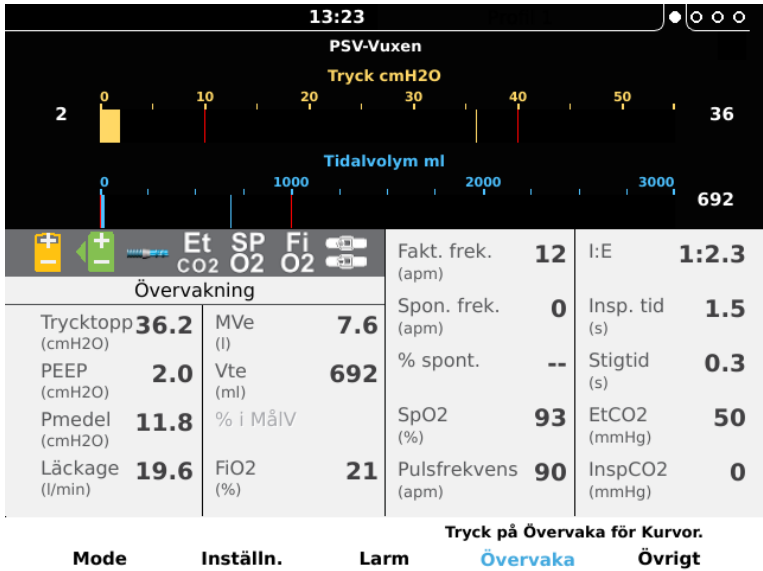 13:23
PSV-Vuxen
Tryck cmH2O
0 10 20 30 40 50
2 36
Tidalvolym ml
0 1000 2000 3000
692
Et CO2 SP O2 Fi O2
Övervakning
Trycktopp (cmH2O) 36.2
PEEP (cmH2O) 2.0
Pmedel (cmH2O) 11.8
Läckage (l/min) 19.6
MVe (l) 7.6
Vte (ml) 692
% i MålV
FiO2 (%) 21
Fakt. frek. (apm) 12
Spon. frek. (apm) 0
% spont. --
SpO2 (%) 93
Pulsfrekvens (apm) 90
I:E 1:2.3
Insp. tid (s) 1.5
Stigtid (s) 0.3
EtCO2 (mmHg) 50
InspCO2 (mmHg) 0
Tryck på Övervaka för Kurvor.
Mode Inställn. Larm Övervaka Övrigt